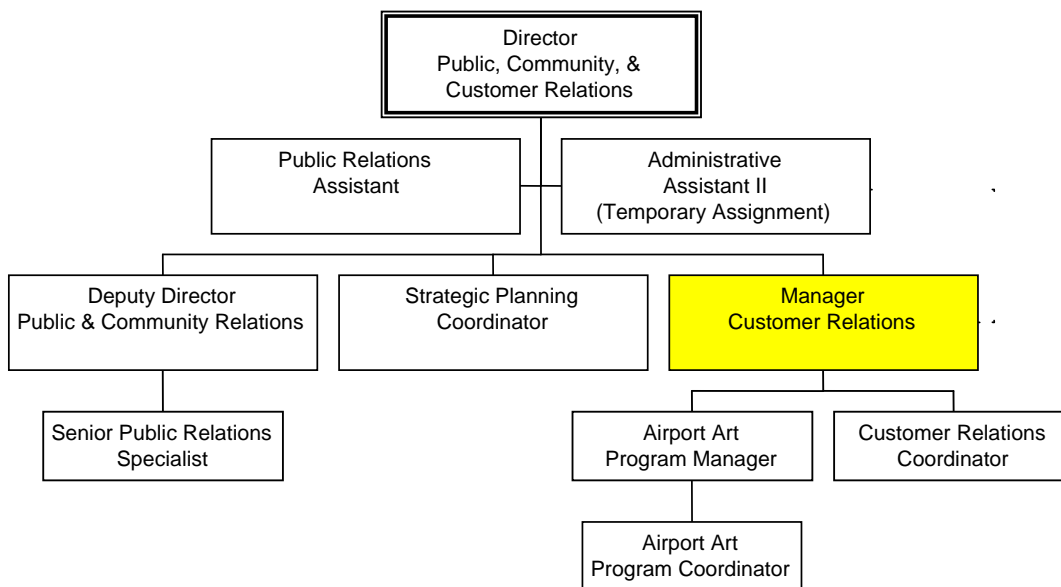 Director
Public, Community, &
Customer Relations
Public Relations
Assistant
Administrative
Assistant II
(Temporary Assignment)
Deputy Director
Public & Community Relations
Strategic Planning
Coordinator
Manager
Customer Relations
Senior Public Relations
Specialist
Airport Art
Program Manager
Customer Relations
Coordinator
Airport Art
Program Coordinator